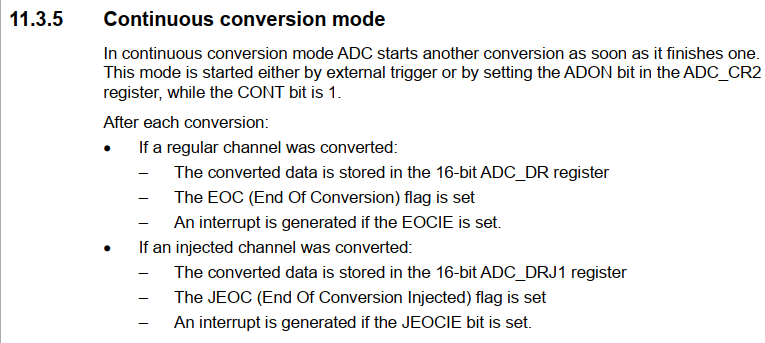 11.3.5 Continuous conversion mode
In continuous conversion mode ADC starts another conversion as soon as it finishes one.
This mode is started either by external trigger or by setting the ADON bit in the ADC_CR2
register, while the CONT bit is 1.
After each conversion:
• If a regular channel was converted:
– The converted data is stored in the 16-bit ADC_DR register
– The EOC (End Of Conversion) flag is set
– An interrupt is generated if the EOCIE is set.
• If an injected channel was converted:
– The converted data is stored in the 16-bit ADC_DRJ1 register
– The JEOC (End Of Conversion Injected) flag is set
– An interrupt is generated if the JEOCIE bit is set.